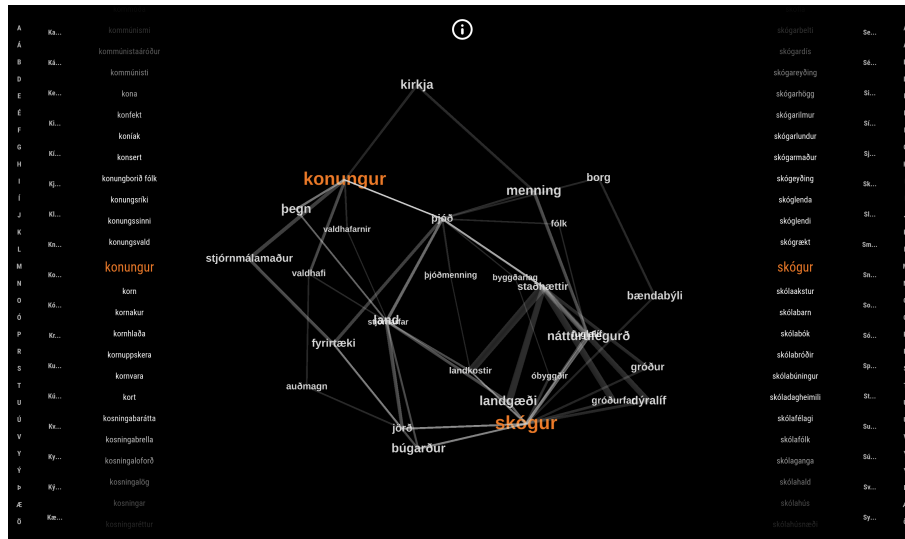 A
Á
B
D
E
É
F
G
H
I
Í
J
K
L
M
N
O
Ó
P
R
S
T
U
Ú
V
Y
Ý
Þ
Æ
Ö
Ka...
Ká...
Ke...
Ki...
Kí...
Kj...
Kl...
Kn...
Ko...
Kó...
Kr...
Ku...
Kú...
Kv...
Ky...
Ký...
Kæ...
kommúnismi
kommúnistaáróður
kommúnisti
kona
konfekt
koníak
konsert
konungborið fólk
konungsríki
konungssinni
konungsvald
konungur
korn
kornakur
kornhlaða
kornuppskera
kornvara
kort
kosningabarátta
kosningabrella
kosningaloforð
kosningalög
kosningar
kosningaréttur
kirkja
konungur
borg
menning
þegn
þjóð
fólk
valdhafarnir
stjórnmálamaður
valdhafi
þjóðmenning
byggðarlag
staðhættir
bændabýli
land
fyrirtæki
náttúrufegurð
landkostir
óbyggðir
gróður
auðmagn
landgæði
dýralíf
skógur
jörð
búgarður
skógarbelti
skógardís
skógareyðing
skógarhögg
skógarilmur
skógarlundur
skógarmaður
skógeyðing
skóglenda
skóglendi
skógrækt
skógur
skólaakstur
skólabarn
skólabók
skólabróðir
skólabúningur
skóladagheimili
skólafélagi
skólafólk
skólaganga
skólahald
skólahús
skólahúsnæði
Se...
Sé...
Si...
Sí...
Sj...
Sk...
Sl...
Sm...
Sn...
So...
Só...
Sp...
St...
Su...
Sú...
Sv...
Sy...